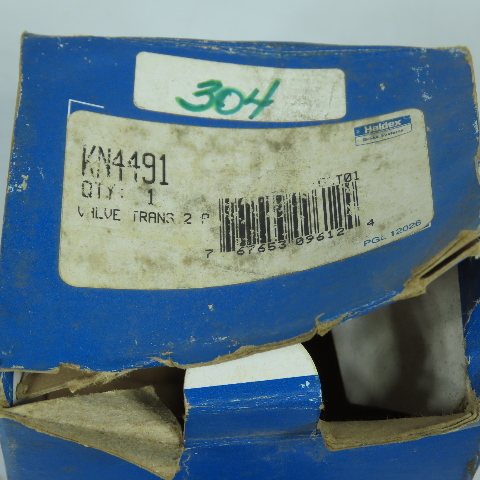 304
Haldex
KN4491
QTY: 1
T01
VALVE TRANS 2 P
7 67653 09612 4
PGL 12026